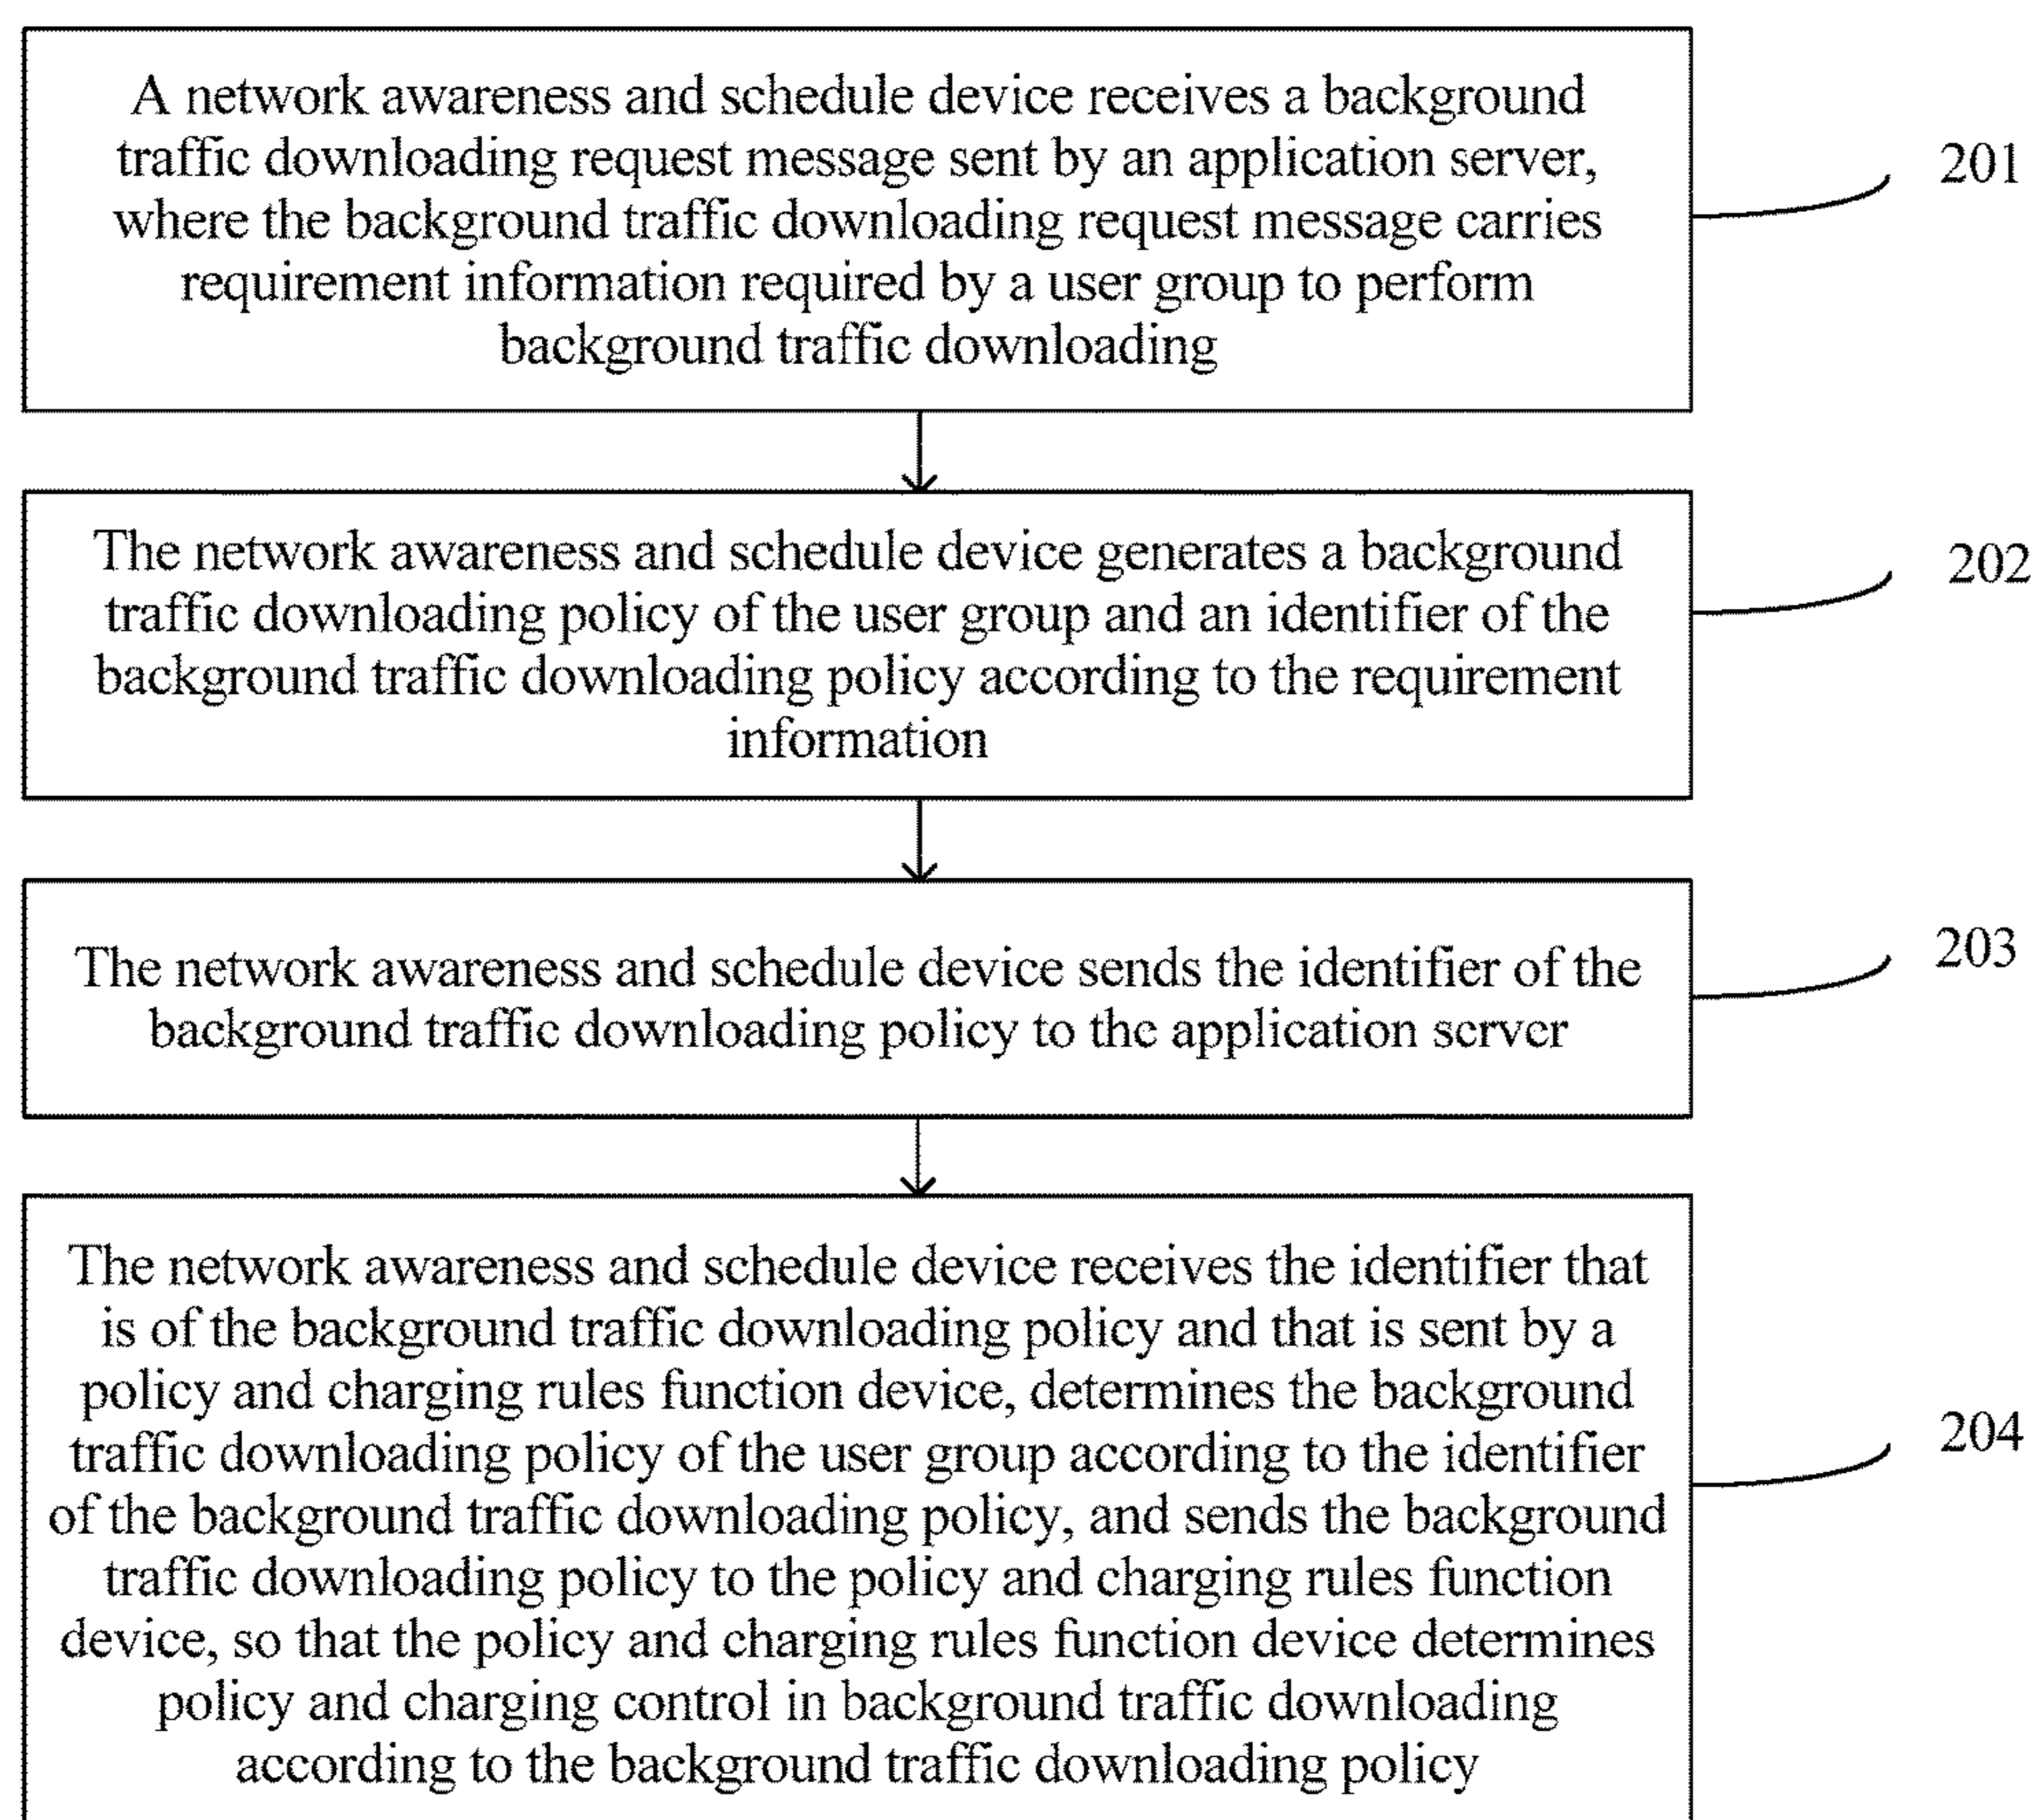 A network awareness and schedule device receives a background
traffic downloading request message sent by an application server,
where the background traffic downloading request message carries
requirement information required by a user group to perform
background traffic downloading
201
The network awareness and schedule device generates a background
traffic downloading policy of the user group and an identifier of the
background traffic downloading policy according to the requirement
information
202
The network awareness and schedule device sends the identifier of the
background traffic downloading policy to the application server
203
The network awareness and schedule device receives the identifier that
is of the background traffic downloading policy and that is sent by a
policy and charging rules function device, determines the background
traffic downloading policy of the user group according to the identifier
of the background traffic downloading policy, and sends the background
traffic downloading policy to the policy and charging rules function
device, so that the policy and charging rules function device determines
policy and charging control in background traffic downloading
according to the background traffic downloading policy
204